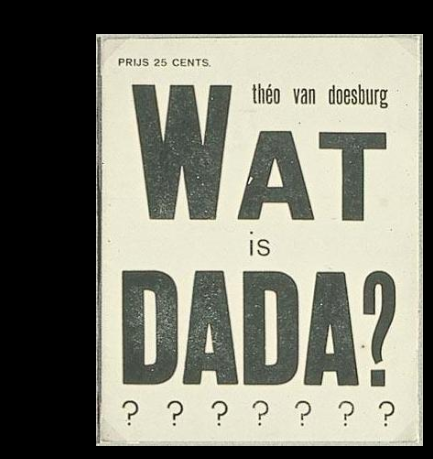 PRIJS 25 CENTS.
théo van doesburg
WAT
is
DADA?
? ? ? ? ? ? ?